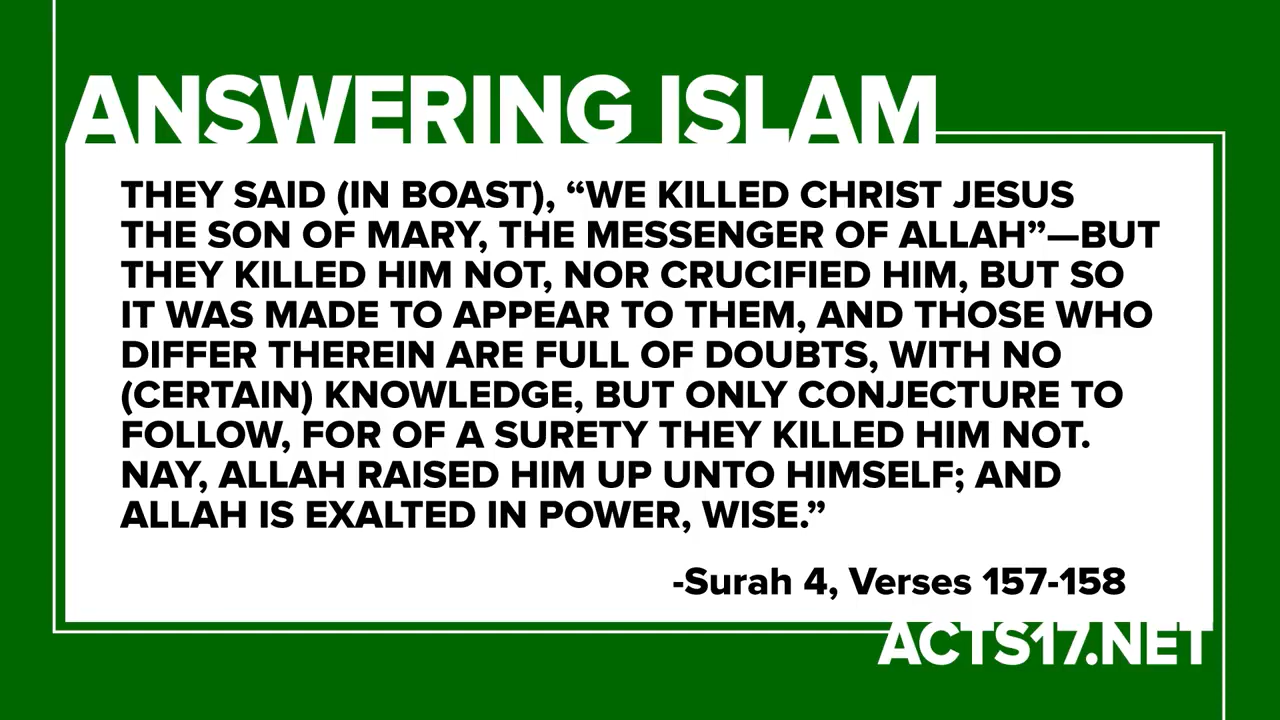 ANSWERING ISLAM
THEY SAID (IN BOAST), “WE KILLED CHRIST JESUS
THE SON OF MARY, THE MESSENGER OF ALLAH”—BUT
THEY KILLED HIM NOT, NOR CRUCIFIED HIM, BUT SO
IT WAS MADE TO APPEAR TO THEM, AND THOSE WHO
DIFFER THEREIN ARE FULL OF DOUBTS, WITH NO
(CERTAIN) KNOWLEDGE, BUT ONLY CONJECTURE TO
FOLLOW, FOR OF A SURETY THEY KILLED HIM NOT.
NAY, ALLAH RAISED HIM UP UNTO HIMSELF; AND
ALLAH IS EXALTED IN POWER, WISE.”
-Surah 4, Verses 157-158
ACTS17.NET